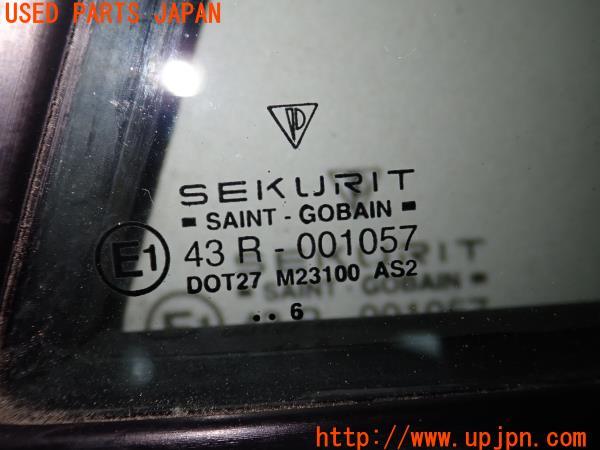 USED PARTS JAPAN
SEKURIT
SAINT - GOBAIN
E1 43 R - 001057
DOT27 M23100 AS2
.. 6
http://www.upjpn.com